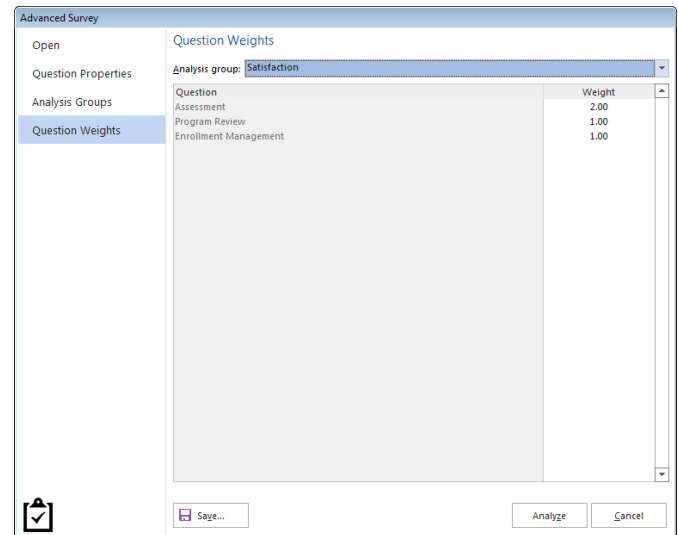 Advanced Survey
Open
Question Properties
Analysis Groups
Question Weights
Question Weights
Analysis group: Satisfaction
Question Weight
Assessment 2.00
Program Review 1.00
Enrollment Management 1.00
Save... Analyze Cancel